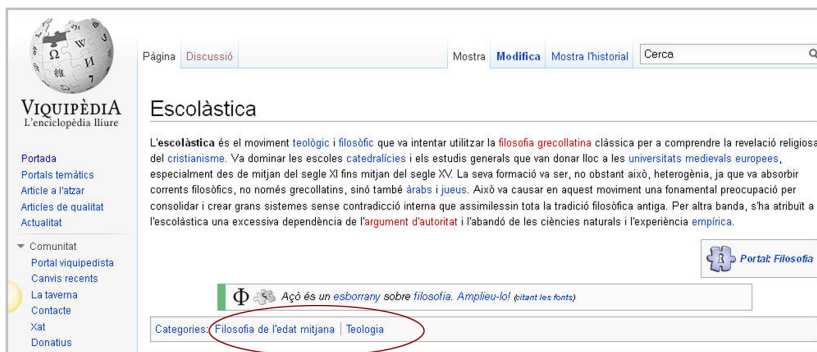 Pàgina Discussió Mostra Modifica Mostra l'historial Cerca
Ω W И 維 7
VIQUIPÈDIA
L'enciclopèdia lliure
Portada
Portals temàtics
Article a l'atzar
Articles de qualitat
Actualitat
Comunitat
Portal viquipedista
Canvis recents
La taverna
Contacte
Xat
Donatius
Escolàstica
L'escolàstica és el moviment teològic i filosòfic que va intentar utilitzar la filosofia grecollatina clàssica per a comprendre la revelació religiosa
del cristianisme. Va dominar les escoles catedralícies i els estudis generals que van donar lloc a les universitats medievals europees,
especialment des de mitjan del segle XI fins mitjan del segle XV. La seva formació va ser, no obstant això, heterogènia, ja que va absorbir
corrents filosòfics, no només grecollatins, sinó també àrabs i jueus. Això va causar en aquest moviment una fonamental preocupació per
consolidar i crear grans sistemes sense contradicció interna que assimilessin tota la tradició filosòfica antiga. Per altra banda, s'ha atribuït a
l'escolàstica una excessiva dependència de l'argument d'autoritat i l'abandó de les ciències naturals i l'experiència empírica.
Portal: Filosofia
Φ Açò és un esborrany sobre filosofia. Amplieu-lo! (citant les fonts)
Categories: Filosofia de l'edat mitjana | Teologia